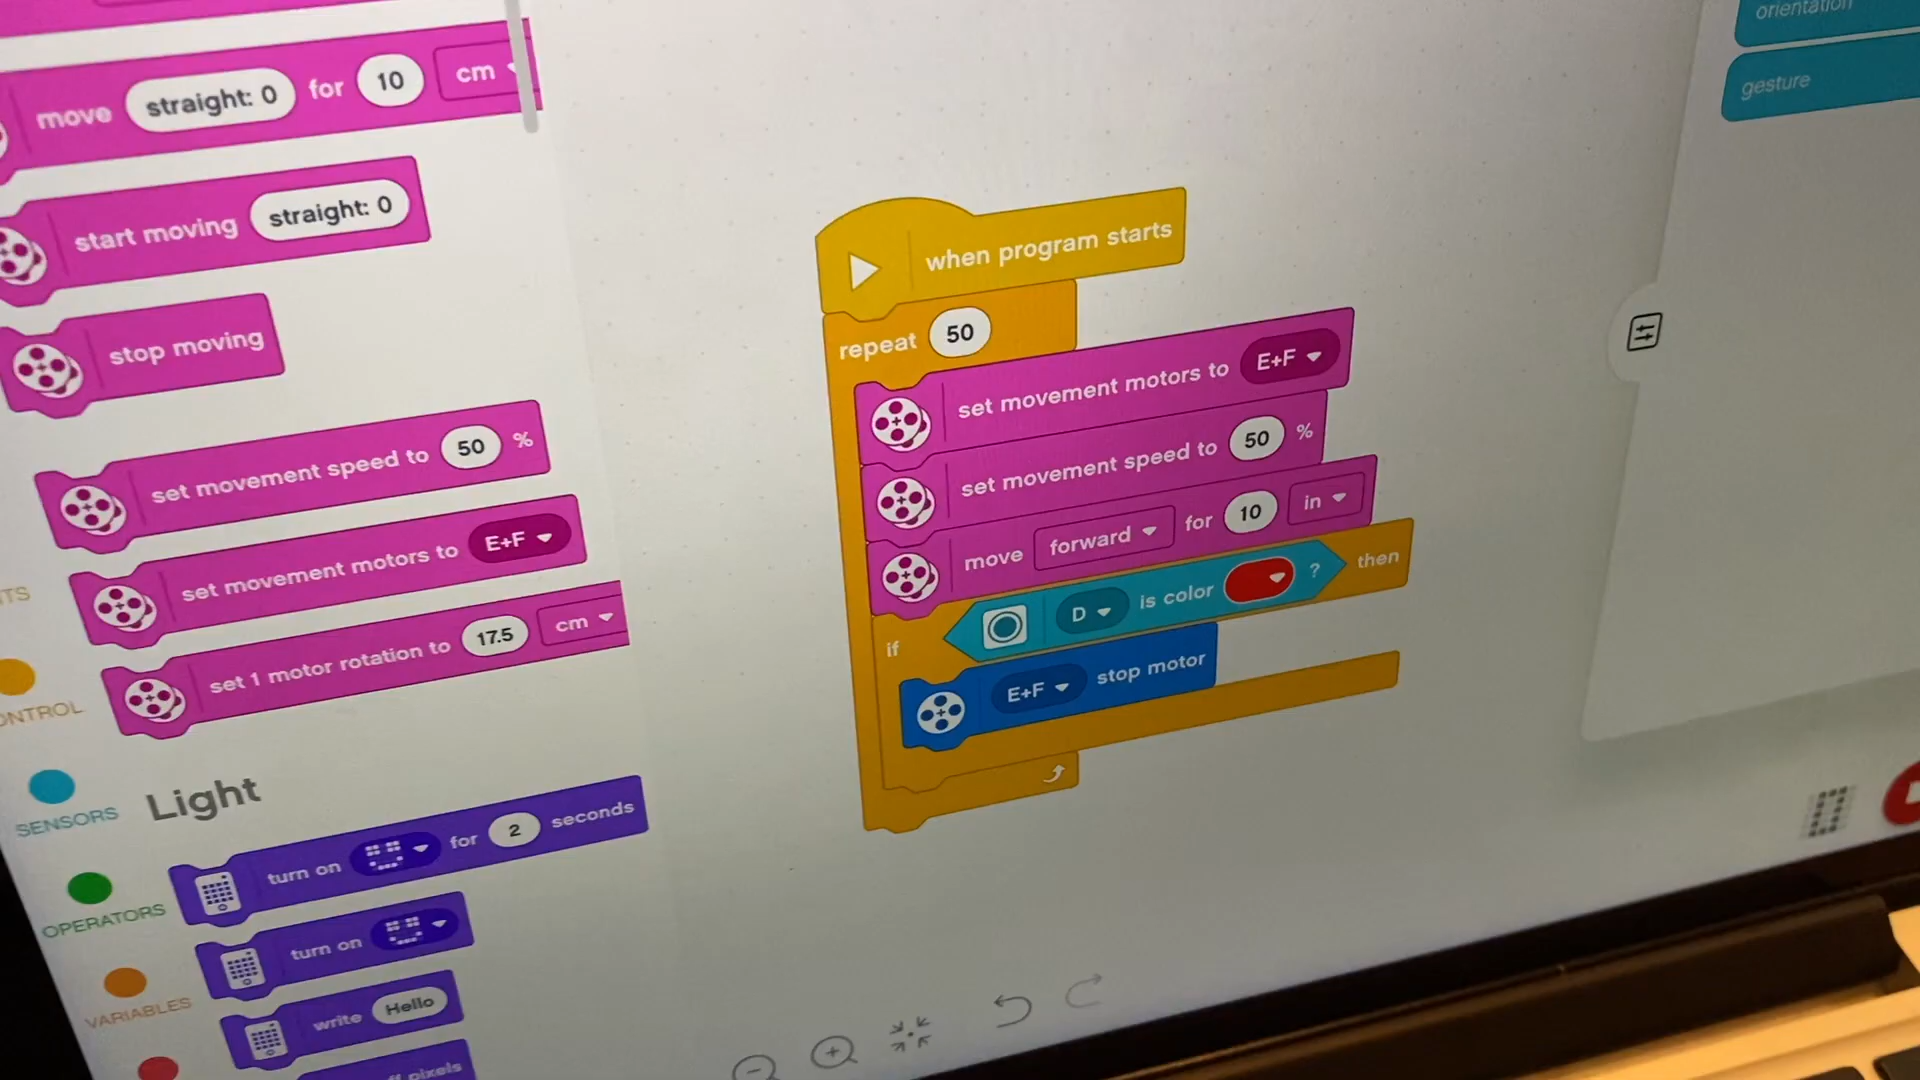 orientation
gesture
move straight: 0 for 10 cm
start moving straight: 0
stop moving
set movement speed to 50 %
set movement motors to E+F
set 1 motor rotation to 17.5 cm
SENSORS
OPERATORS
VARIABLES
Light
turn on for 2 seconds
turn on
write Hello
pixels
when program starts
repeat 50
set movement motors to E+F
set movement speed to 50 %
move forward for 10 in
if D is color ? then
E+F stop motor